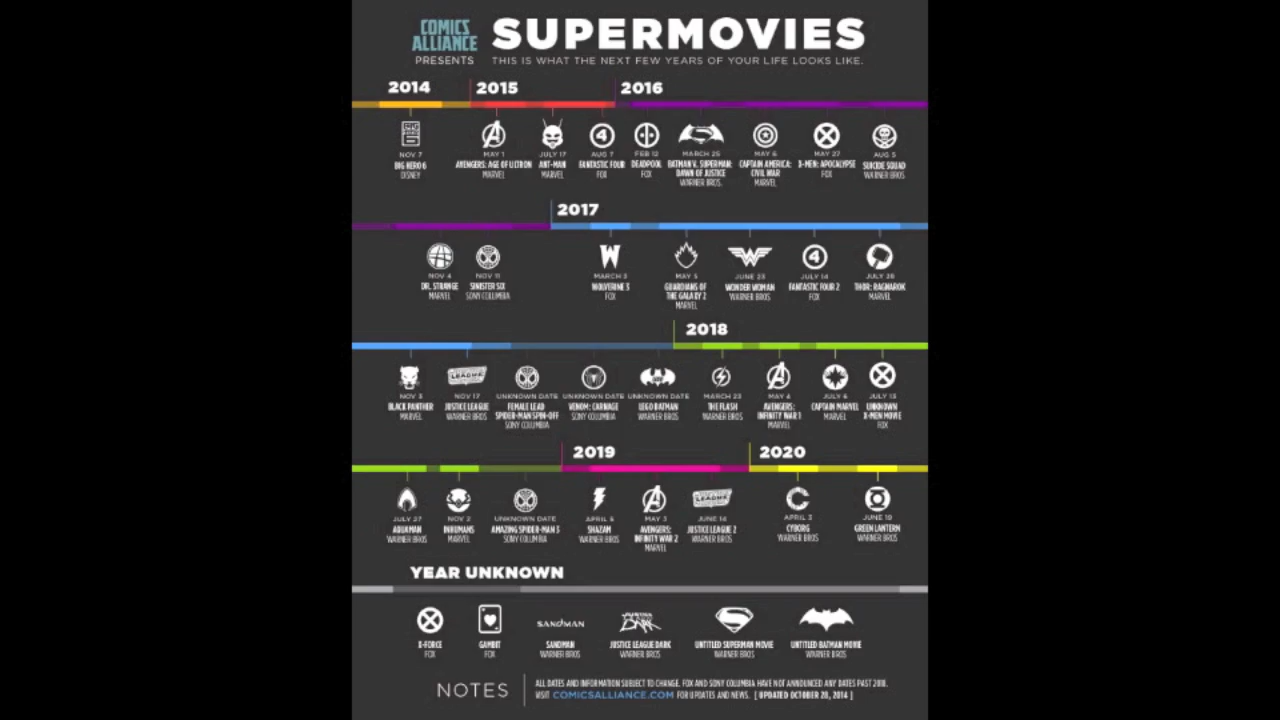 COMICS ALLIANCE PRESENTS
SUPERMOVIES
THIS IS WHAT THE NEXT FEW YEARS OF YOUR LIFE LOOKS LIKE.
2014 2015 2016
NOV 7
BIG HERO 6
DISNEY
MAY 1
AVENGERS: AGE OF ULTRON
MARVEL
JULY 17
ANT-MAN
MARVEL
AUG 7
FANTASTIC FOUR
FOX
FEB 12
DEADPOOL
FOX
MARCH 25
BATMAN V. SUPERMAN:
DAWN OF JUSTICE
WARNER BROS.
MAY 6
CAPTAIN AMERICA:
CIVIL WAR
MARVEL
MAY 27
X-MEN: APOCALYPSE
FOX
AUG 5
SUICIDE SQUAD
WARNER BROS
2017
NOV 4
DR. STRANGE
MARVEL
NOV 11
SINISTER SIX
SONY COLUMBIA
MARCH 3
WOLVERINE 3
FOX
MAY 5
GUARDIANS OF
THE GALAXY 2
MARVEL
JUNE 23
WONDER WOMAN
WARNER BROS
JULY 14
FANTASTIC FOUR 2
FOX
JULY 28
THOR: RAGNAROK
MARVEL
2018
NOV 3
BLACK PANTHER
MARVEL
LEAGUE
NOV 17
JUSTICE LEAGUE
WARNER BROS
UNKNOWN DATE
FEMALE LEAD
SPIDER-MAN SPIN-OFF
SONY COLUMBIA
UNKNOWN DATE
VENOM: CARNAGE
SONY COLUMBIA
UNKNOWN DATE
LEGO BATMAN
WARNER BROS
MARCH 23
THE FLASH
WARNER BROS
MAY 4
AVENGERS:
INFINITY WAR 1
MARVEL
JULY 6
CAPTAIN MARVEL
MARVEL
JULY 13
UNKNOWN
X-MEN MOVIE
FOX
2019 2020
JULY 27
AQUAMAN
WARNER BROS
NOV 2
INHUMANS
MARVEL
UNKNOWN DATE
AMAZING SPIDER-MAN 3
SONY COLUMBIA
APRIL 5
SHAZAM
WARNER BROS
MAY 3
AVENGERS:
INFINITY WAR 2
MARVEL
LEAGUE
JUNE 14
JUSTICE LEAGUE 2
WARNER BROS
APRIL 3
CYBORG
WARNER BROS
JUNE 19
GREEN LANTERN
WARNER BROS
YEAR UNKNOWN
X-FORCE
FOX
GAMBIT
FOX
SANDMAN
SANDMAN
WARNER BROS
JUSTICE LEAGUE
DARK
JUSTICE LEAGUE DARK
WARNER BROS
UNTITLED SUPERMAN MOVIE
WARNER BROS
UNTITLED BATMAN MOVIE
WARNER BROS
NOTES
ALL DATES AND INFORMATION SUBJECT TO CHANGE. FOX AND SONY COLUMBIA HAVE NOT ANNOUNCED ANY DATES PAST 2018.
VISIT COMICSALLIANCE.COM FOR UPDATES AND NEWS. [ UPDATED OCTOBER 28, 2014 ]